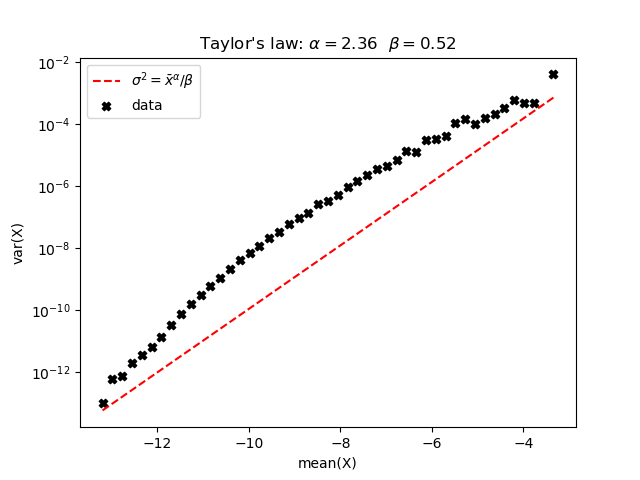 Taylor's law: α = 2.36 β = 0.52
σ² = x̄^α/β
data
var(X)
10⁻²
10⁻⁴
10⁻⁶
10⁻⁸
10⁻¹⁰
10⁻¹²
−12 −10 −8 −6 −4
mean(X)